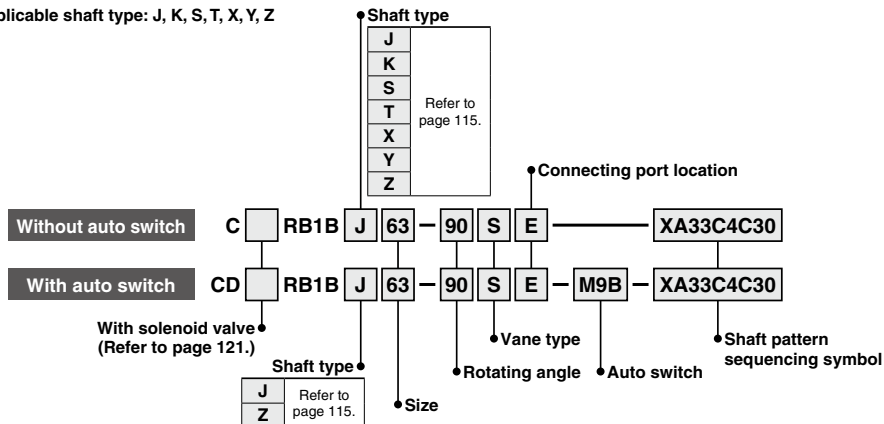 plicable shaft type: J, K, S, T, X, Y, Z
Shaft type
J
K
S
T
X
Y
Z
Refer to
page 115.
Connecting port location
Without auto switch C RB1B J 63 - 90 S E XA33C4C30
With auto switch CD RB1B J 63 - 90 S E - M9B - XA33C4C30
With solenoid valve
(Refer to page 121.)
Vane type
Shaft pattern
sequencing symbol
Shaft type
Rotating angle
Auto switch
J
Z
Refer to
page 115.
Size